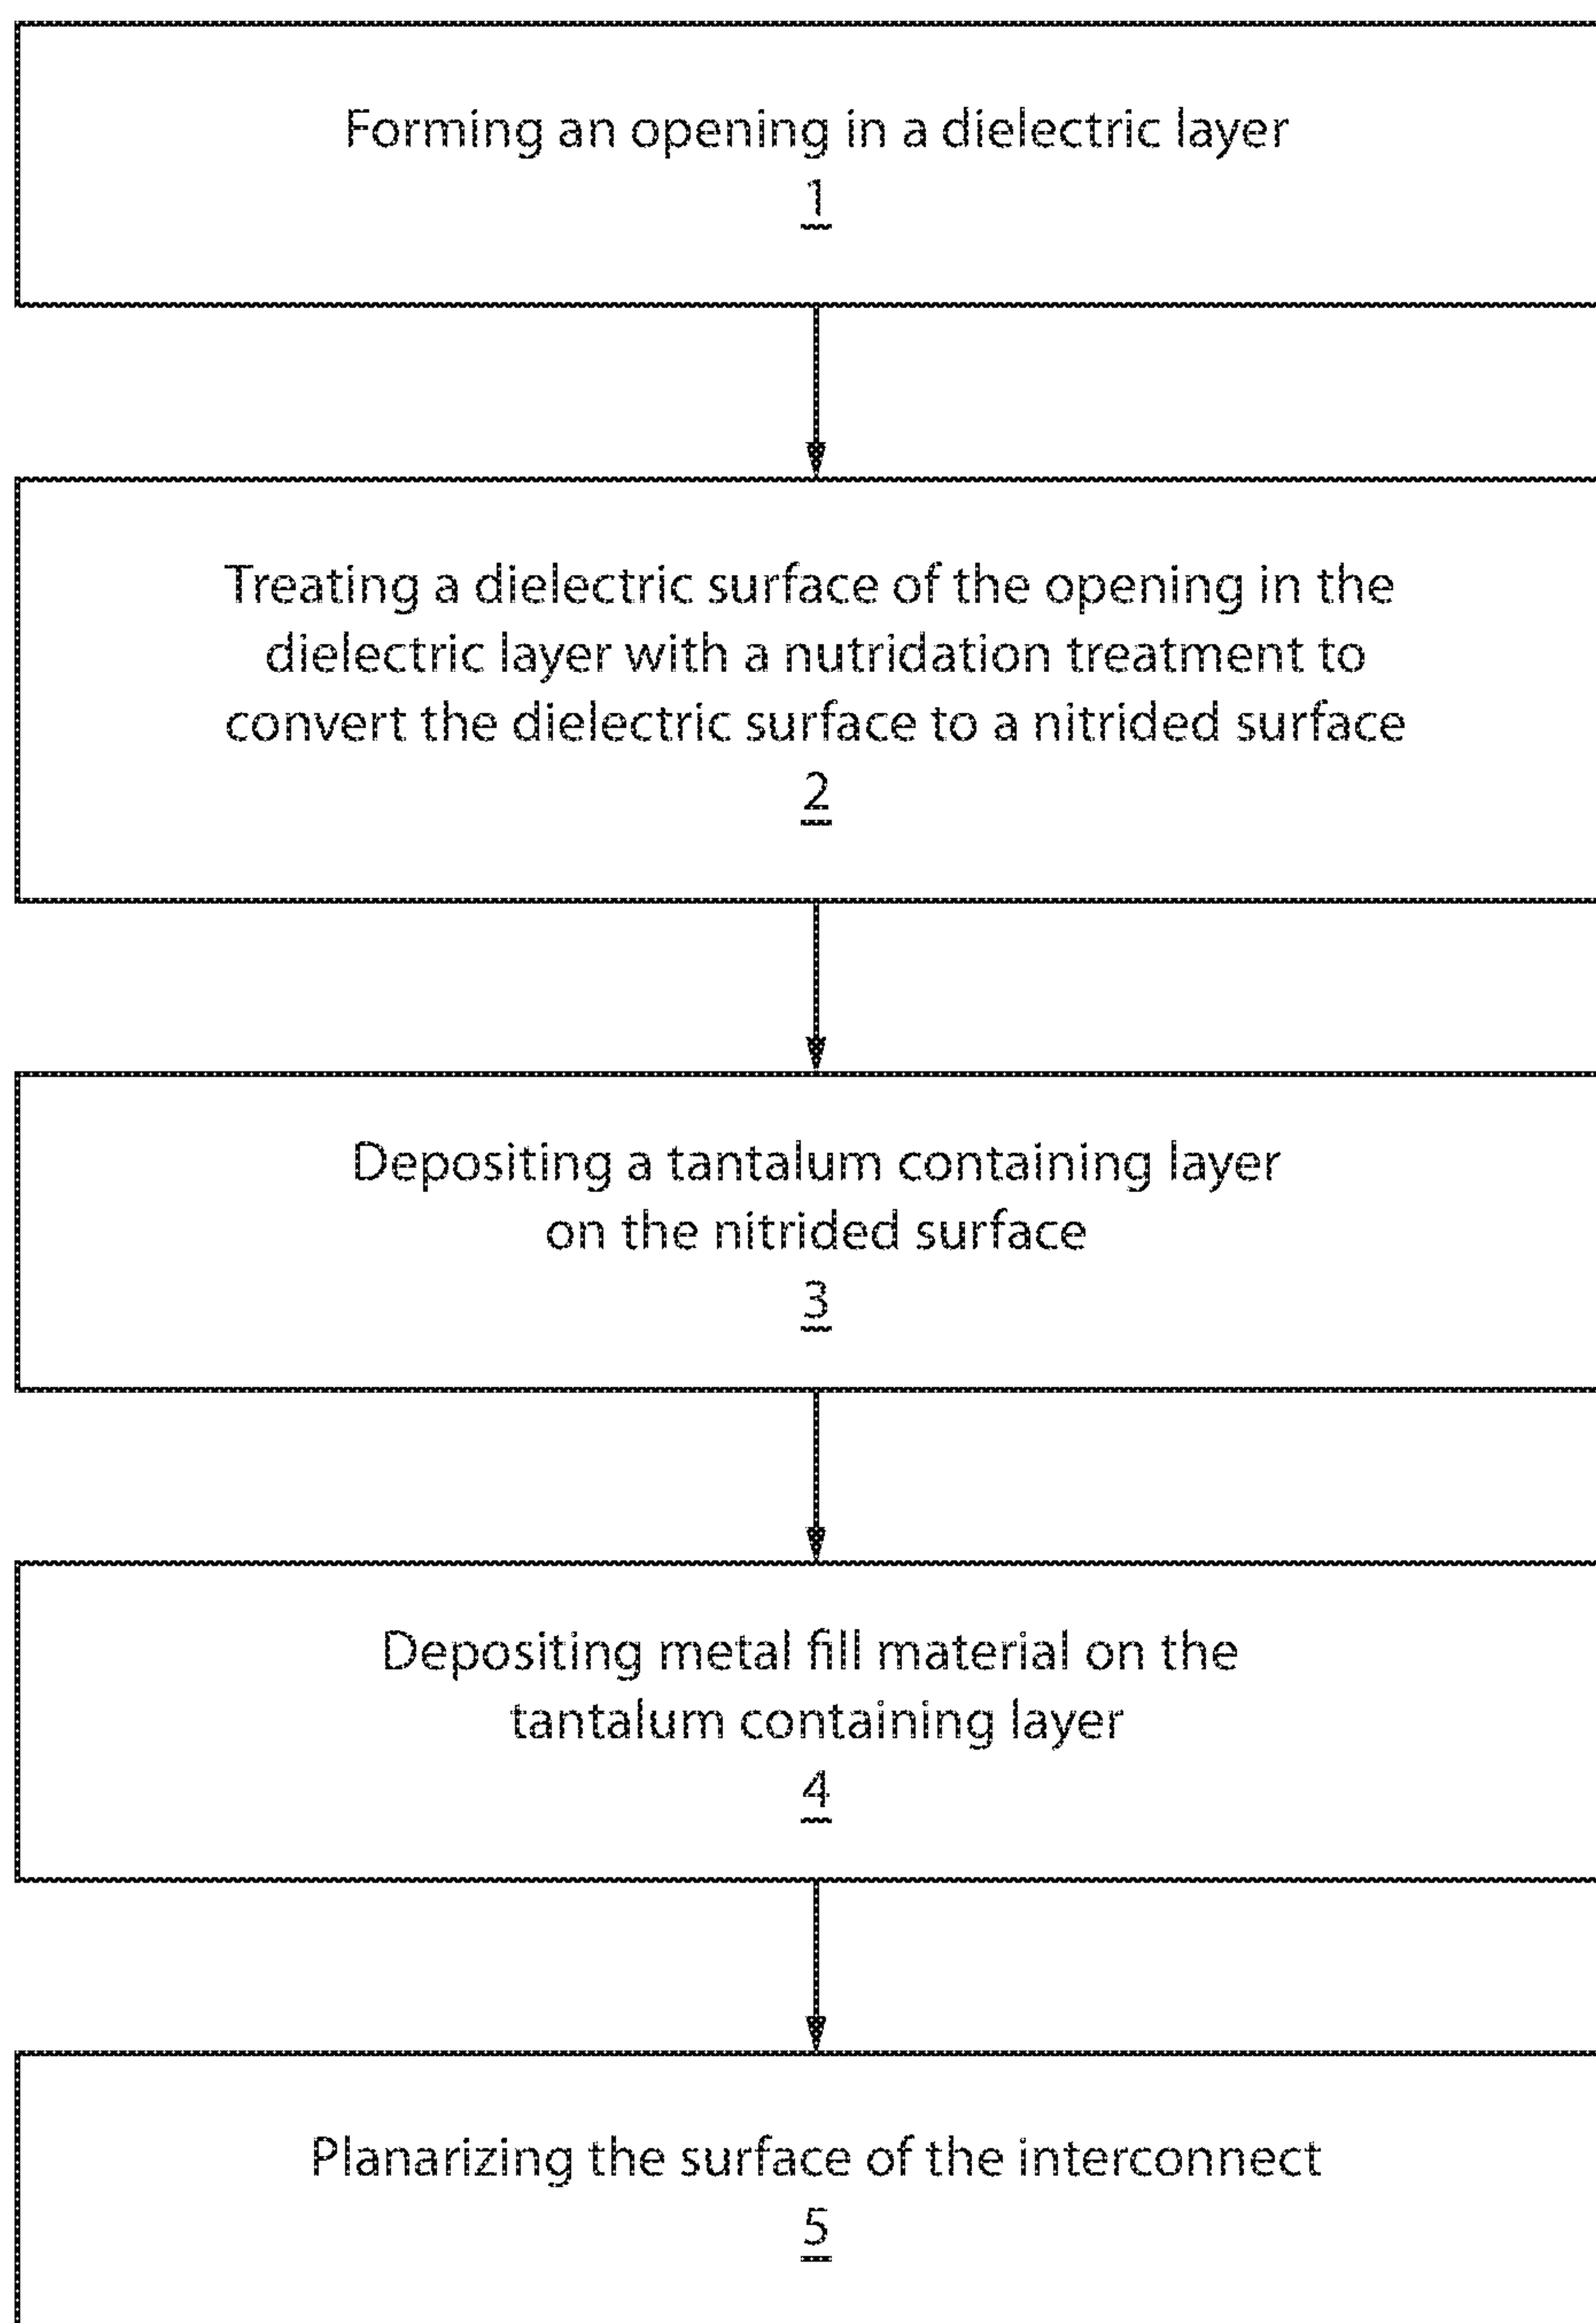 Forming an opening in a dielectric layer
1
Treating a dielectric surface of the opening in the
dielectric layer with a nutridation treatment to
convert the dielectric surface to a nitrided surface
2
Depositing a tantalum containing layer
on the nitrided surface
3
Depositing metal fill material on the
tantalum containing layer
4
Planarizing the surface of the interconnect
5